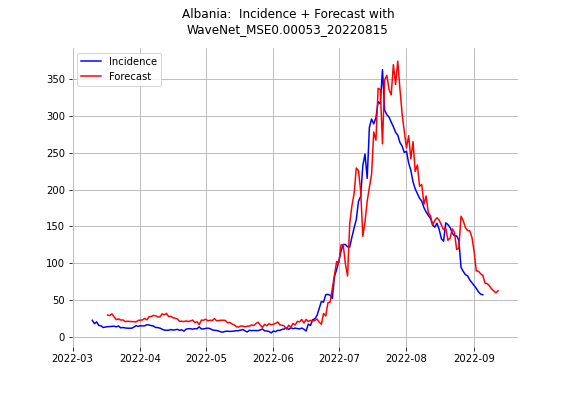 Albania:  Incidence + Forecast with
WaveNet_MSE0.00053_20220815
Incidence
Forecast
350
300
250
200
150
100
50
0
2022-03 2022-04 2022-05 2022-06 2022-07 2022-08 2022-09